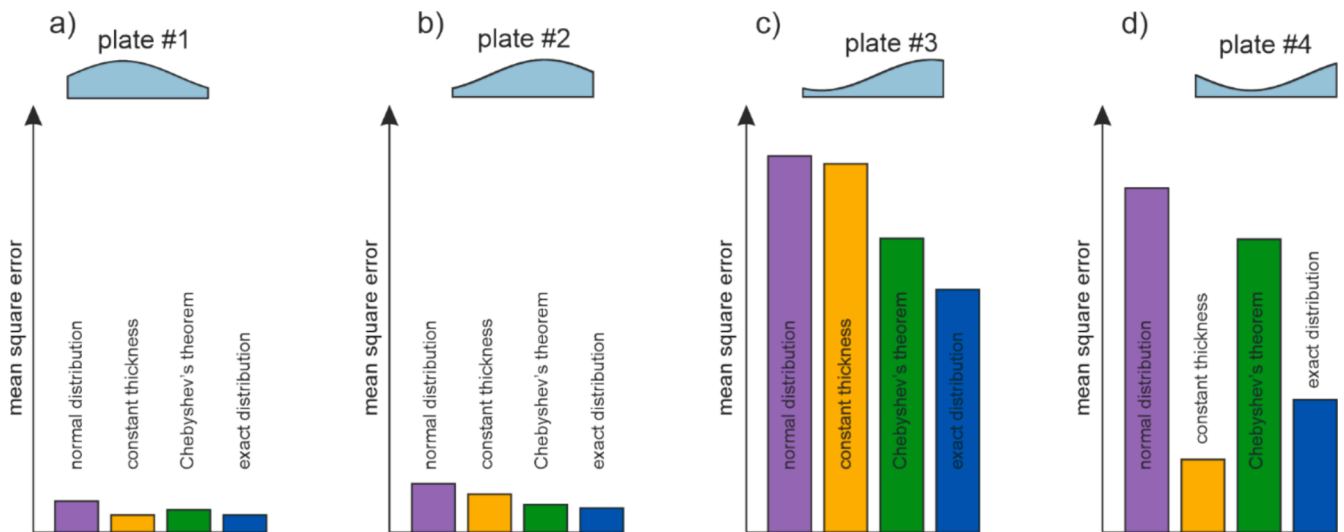 a)
plate #1
mean square error
normal distribution
constant thickness
Chebyshev's theorem
exact distribution
b)
plate #2
mean square error
normal distribution
constant thickness
Chebyshev's theorem
exact distribution
c)
plate #3
mean square error
normal distribution
constant thickness
Chebyshev's theorem
exact distribution
d)
plate #4
mean square error
normal distribution
constant thickness
Chebyshev's theorem
exact distribution